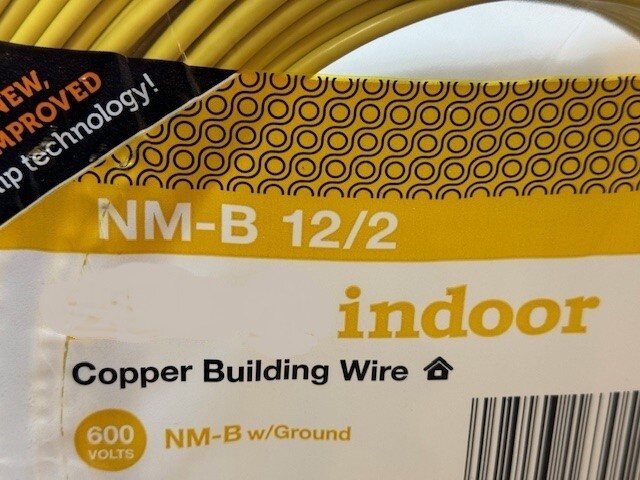 NEW,
IMPROVED
technology!
NM-B 12/2
indoor
Copper Building Wire
600
VOLTS
NM-B w/Ground